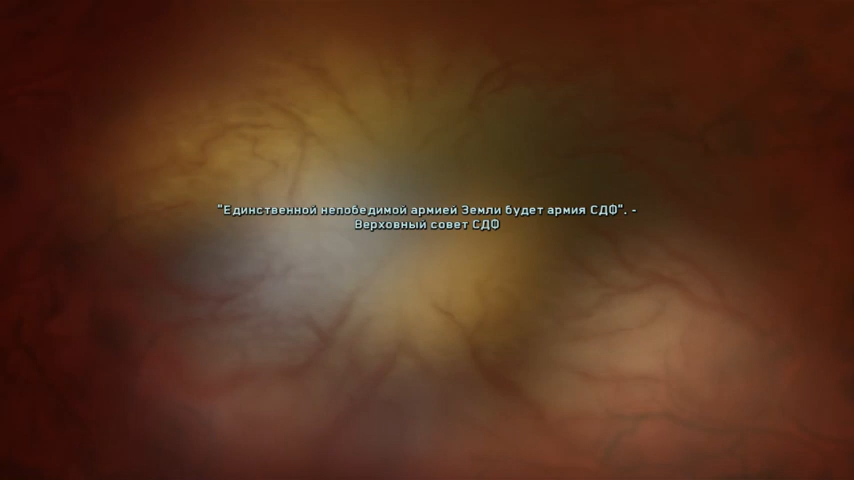 "Единственной непобедимой армией Земли будет армия СДФ". -
Верховный совет СДФ